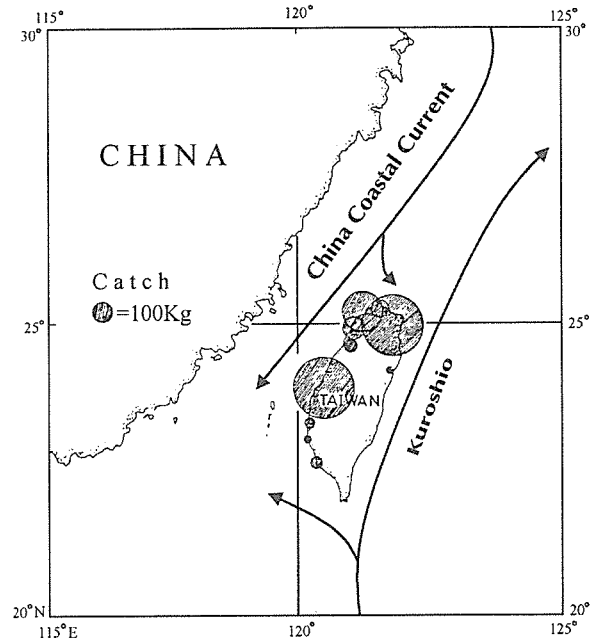 115° 120° 125°
30° 30°
CHINA
China Coastal Current
Catch
=100Kg
25° 25°
TAIWAN
Kuroshio
20°N 20°
115°E 120° 125°